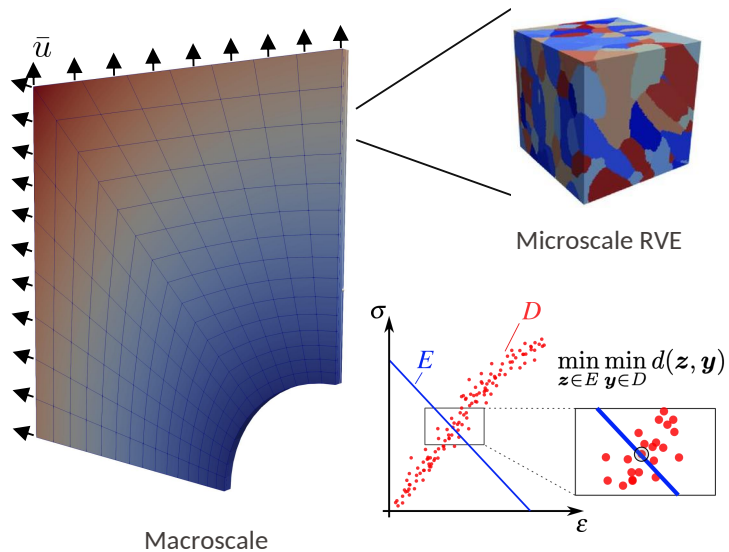 ū
Microscale RVE
σ
D
E
min min d(z, y)
z∈E y∈D
ε
Macroscale